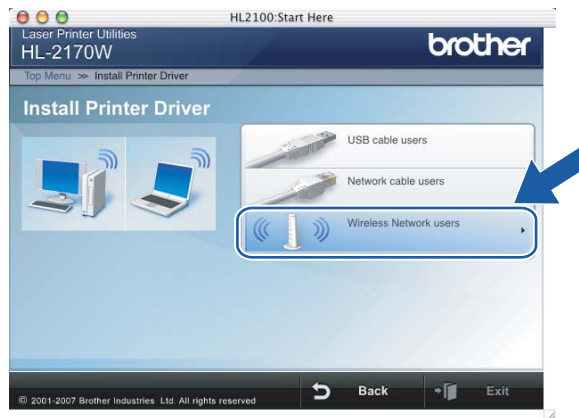 HL2100:Start Here
Laser Printer Utilities
HL-2170W
brother
Top Menu >> Install Printer Driver
Install Printer Driver
USB cable users
Network cable users
Wireless Network users
© 2001-2007 Brother Industries Ltd. All rights reserved
Back
Exit